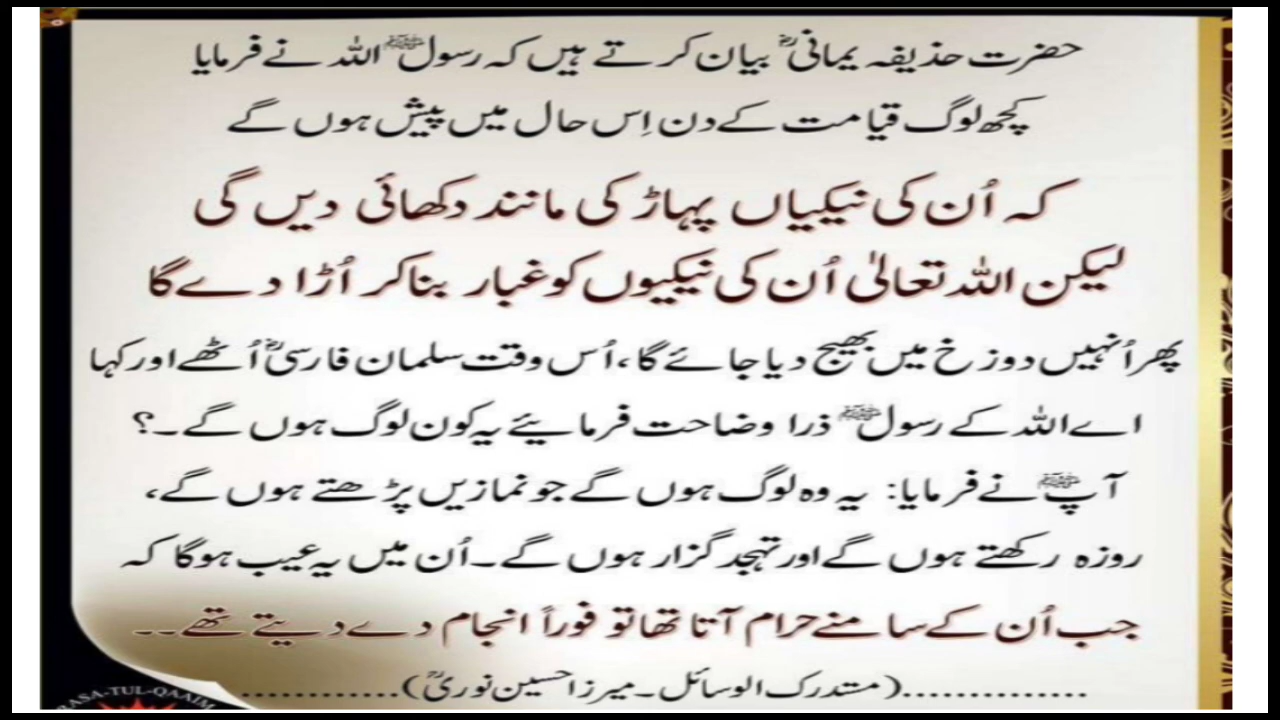 حضرت حذیفہ یمانیؓ بیان کرتے ہیں کہ رسولﷺ اللہ نے فرمایا
کچھ لوگ قیامت کے دن اِس حال میں پیش ہوں گے
کہ اُن کی نیکیاں پہاڑ کی مانند دکھائی دیں گی
لیکن اللہ تعالیٰ اُن کی نیکیوں کو غبار بنا کر اُڑا دے گا
پھر اُنہیں دوزخ میں بھیج دیا جائے گا، اُس وقت سلمان فارسیؓ اُٹھے اور کہا
اے اللہ کے رسولﷺ ذرا وضاحت فرمایئے یہ کون لوگ ہوں گے۔؟
آپﷺ نے فرمایا: یہ وہ لوگ ہوں گے جو نمازیں پڑھتے ہوں گے،
روزہ رکھتے ہوں گے اور تہجد گزار ہوں گے۔ اُن میں یہ عیب ہوگا کہ
جب اُن کے سامنے حرام آتا تھا تو فوراً انجام دے دیتے تھے۔۔
...............(مستدرک الوسائل۔ میرزا حسین نوریؒ)...............
RASA-TUL-QAAIM